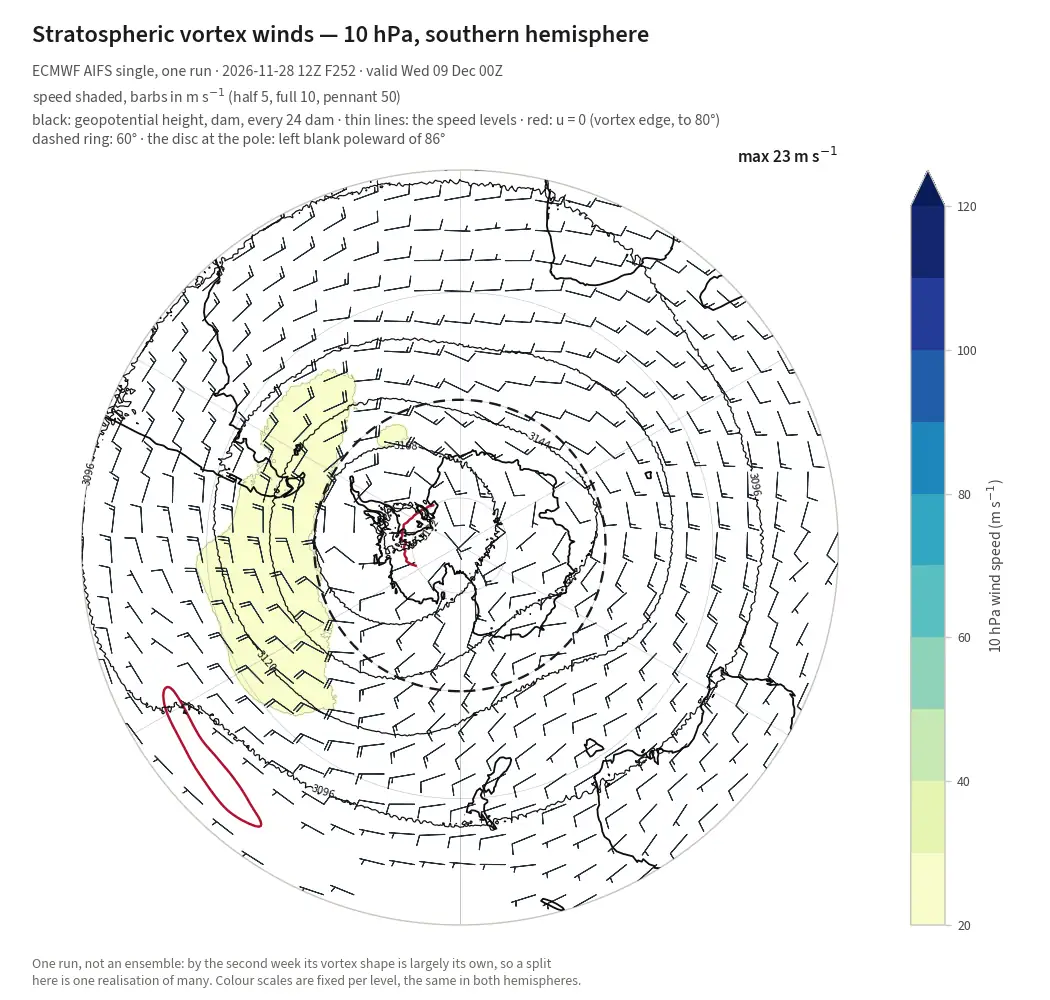 Stratospheric vortex winds — 10 hPa, southern hemisphere
ECMWF AIFS single, one run · 2026-11-28 12Z F252 · valid Wed 09 Dec 00Z
speed shaded, barbs in m s⁻¹ (half 5, full 10, pennant 50)
black: geopotential height, dam, every 24 dam · thin lines: the speed levels · red: u = 0 (vortex edge, to 80°)
dashed ring: 60° · the disc at the pole: left blank poleward of 86°
max 23 m s⁻¹
120
100
80
60
40
20
10 hPa wind speed (m s⁻¹)
3144
3168
3096
3096
3120
3096
One run, not an ensemble: by the second week its vortex shape is largely its own, so a split
here is one realisation of many. Colour scales are fixed per level, the same in both hemispheres.